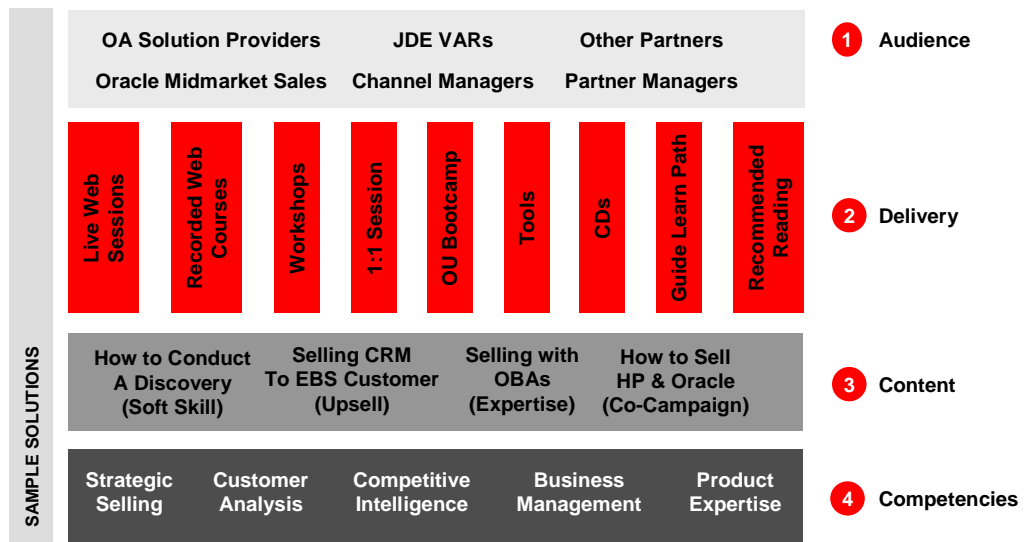 OA Solution Providers JDE VARs Other Partners
Oracle Midmarket Sales Channel Managers Partner Managers
1 Audience
Live Web
Sessions
Recorded Web
Courses
Workshops
1:1 Session
OU Bootcamp
Tools
CDs
Guide Learn Path
Recommended
Reading
2 Delivery
How to Conduct
A Discovery
(Soft Skill)
Selling CRM
To EBS Customer
(Upsell)
Selling with
OBAs
(Expertise)
How to Sell
HP & Oracle
(Co-Campaign)
3 Content
Strategic
Selling
Customer
Analysis
Competitive
Intelligence
Business
Management
Product
Expertise
4 Competencies
SAMPLE SOLUTIONS